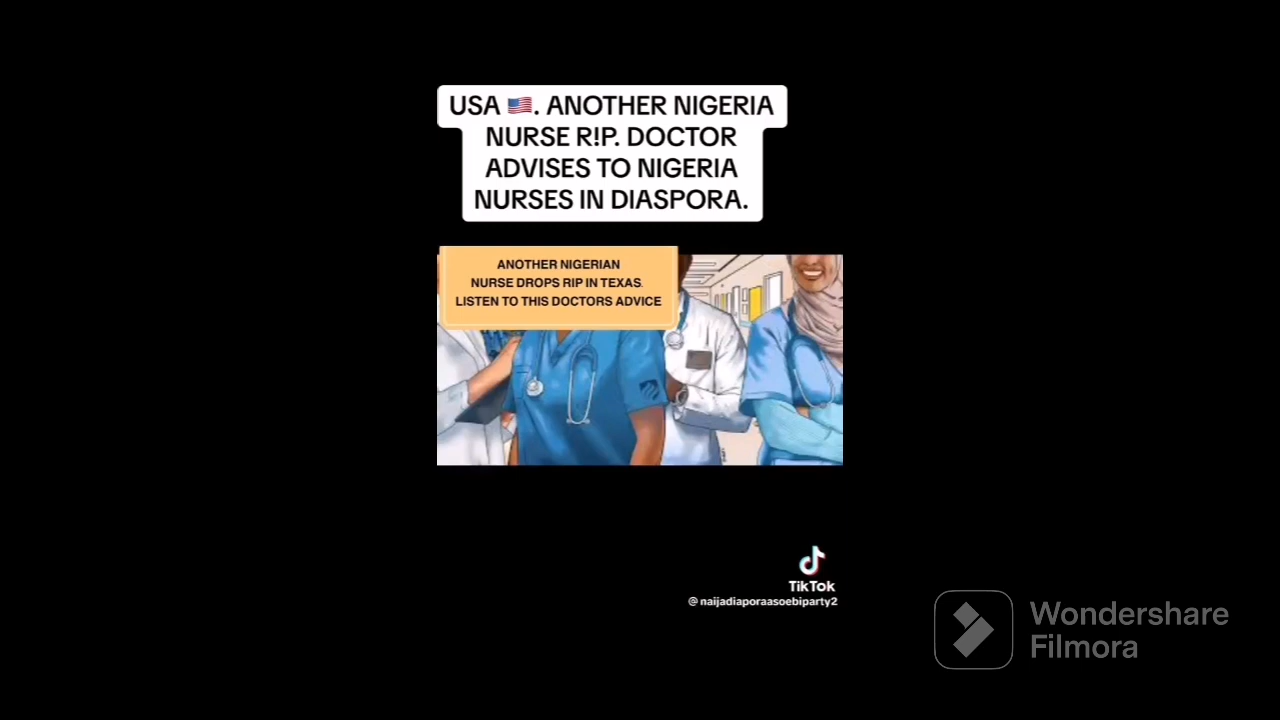 USA 🇺🇸. ANOTHER NIGERIA
NURSE R!P. DOCTOR
ADVISES TO NIGERIA
NURSES IN DIASPORA.
ANOTHER NIGERIAN
NURSE DROPS RIP IN TEXAS.
LISTEN TO THIS DOCTORS ADVICE
TikTok
@naijadiaporaasoebiparty2
Wondershare
Filmora